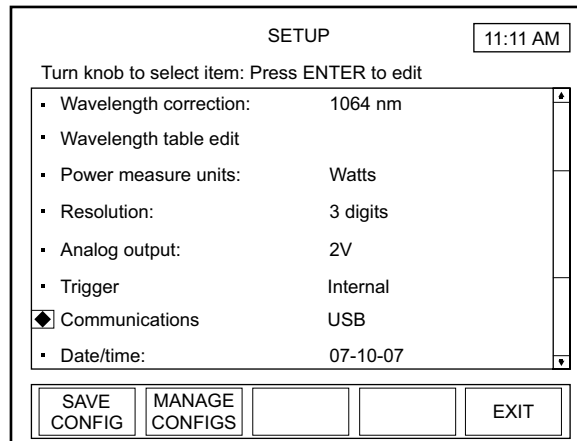 SETUP
11:11 AM
Turn knob to select item: Press ENTER to edit
Wavelength correction: 1064 nm
Wavelength table edit
Power measure units: Watts
Resolution: 3 digits
Analog output: 2V
Trigger Internal
Communications USB
Date/time: 07-10-07
SAVE
CONFIG
MANAGE
CONFIGS
EXIT